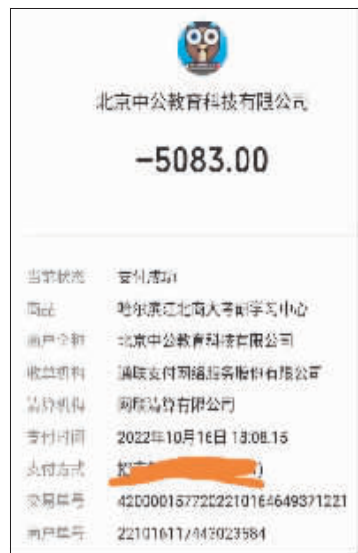 北京中公教育科技有限公司
-5083.00
当前状态 支付成功
商品 哈尔滨江北商大考研学习中心
商户全称 北京中公教育科技有限公司
收单机构 通联支付网络服务股份有限公司
清算机构 网联清算有限公司
支付时间 2022年10月16日 18:08:15
支付方式
交易单号 4200001577202210164649371221
商户单号